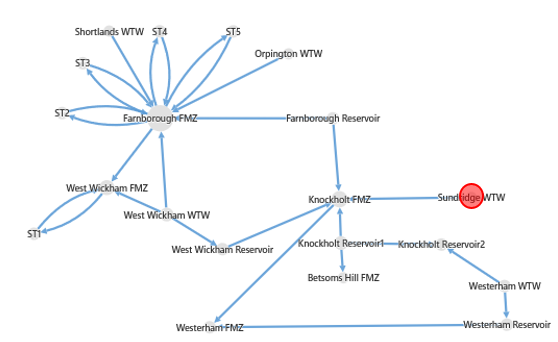 Shortlands WTW
ST4
ST5
Orpington WTW
ST3
ST2
Farnborough FMZ
Farnborough Reservoir
West Wickham FMZ
Knockholt FMZ
Sundridge WTW
West Wickham WTW
ST1
West Wickham Reservoir
Knockholt Reservoir1
Knockholt Reservoir2
Betsoms Hill FMZ
Westerham WTW
Westerham FMZ
Westerham Reservoir